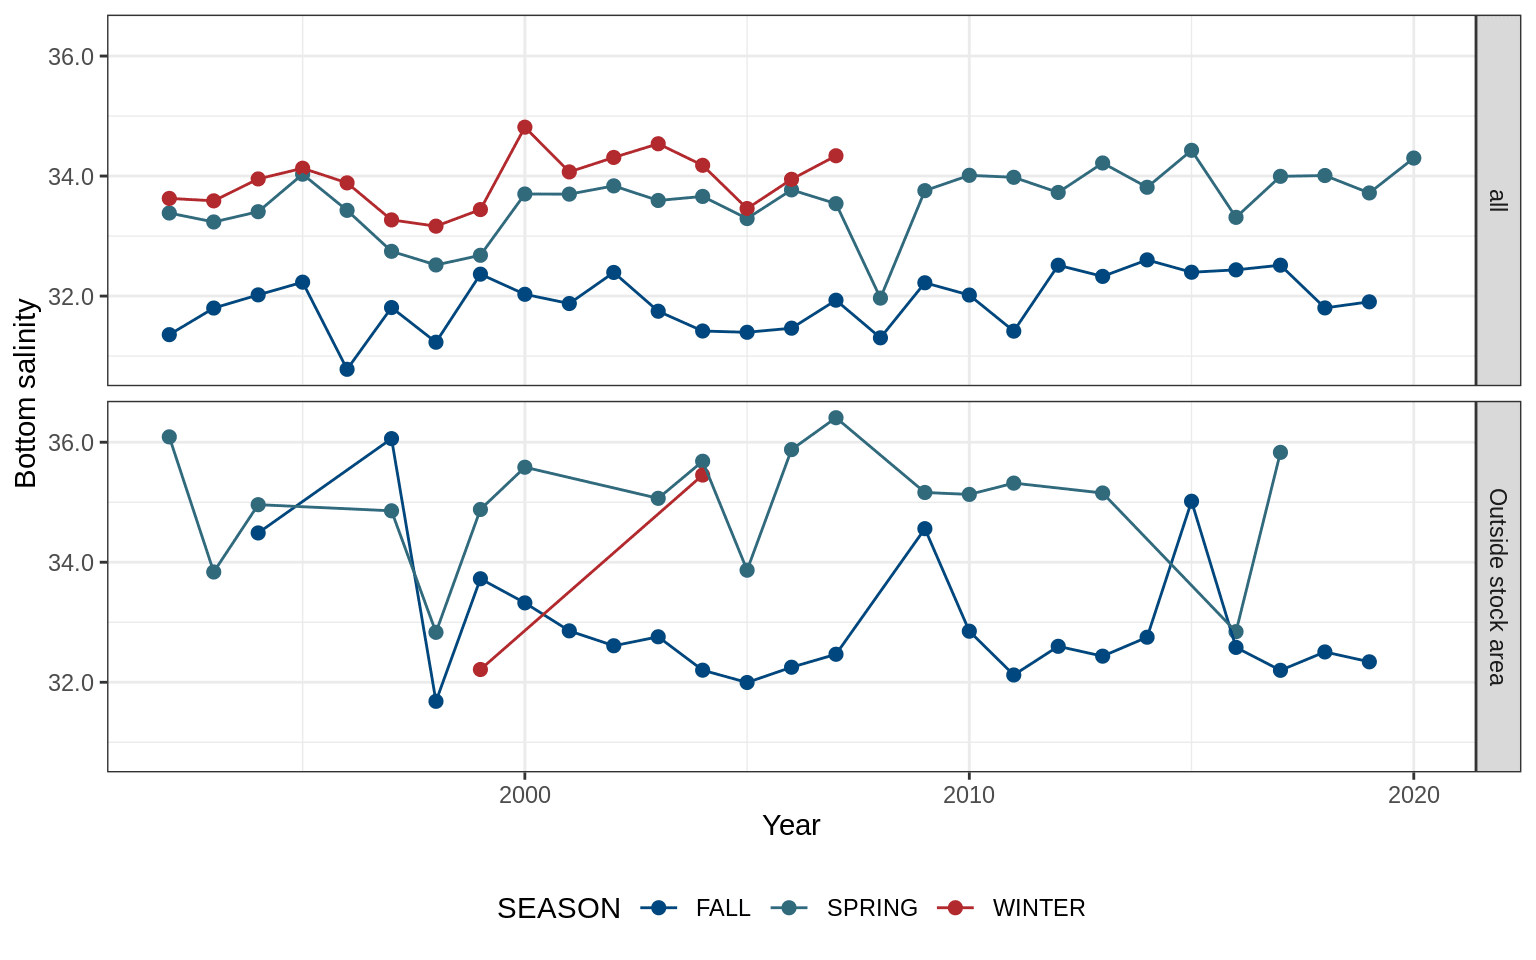 36.0
34.0
32.0
all
Bottom salinity
36.0
34.0
32.0
Outside stock area
2000 2010 2020
Year
SEASON FALL SPRING WINTER